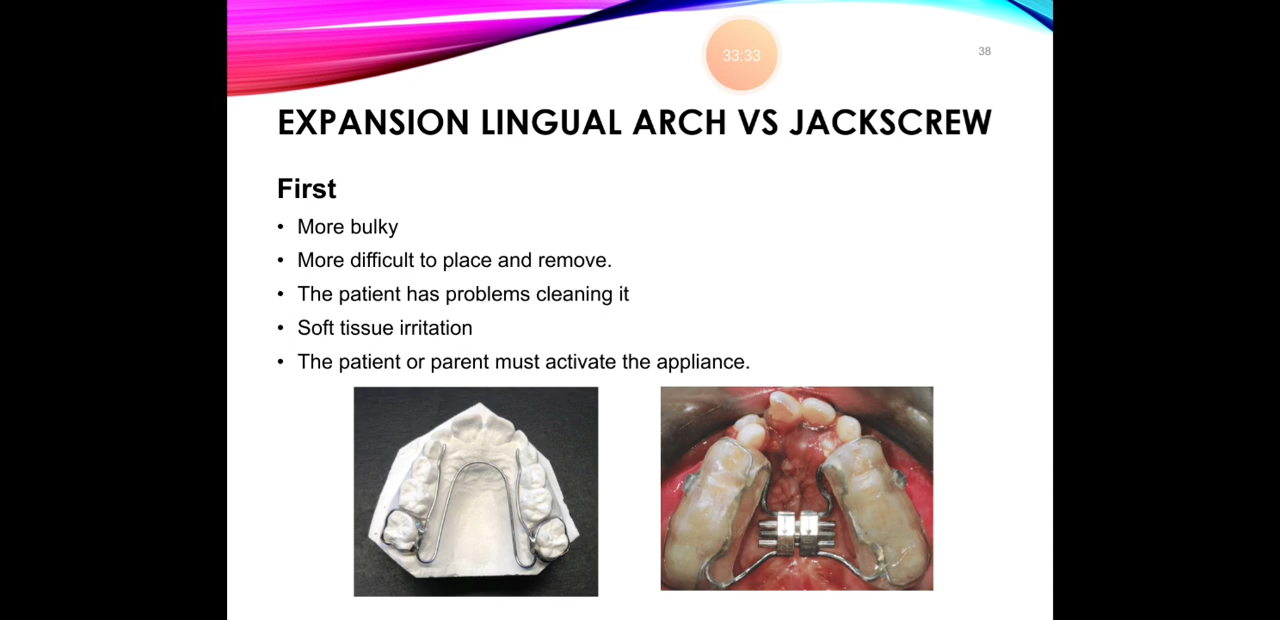 33:33
38
EXPANSION LINGUAL ARCH VS JACKSCREW
First
• More bulky
• More difficult to place and remove.
• The patient has problems cleaning it
• Soft tissue irritation
• The patient or parent must activate the appliance.